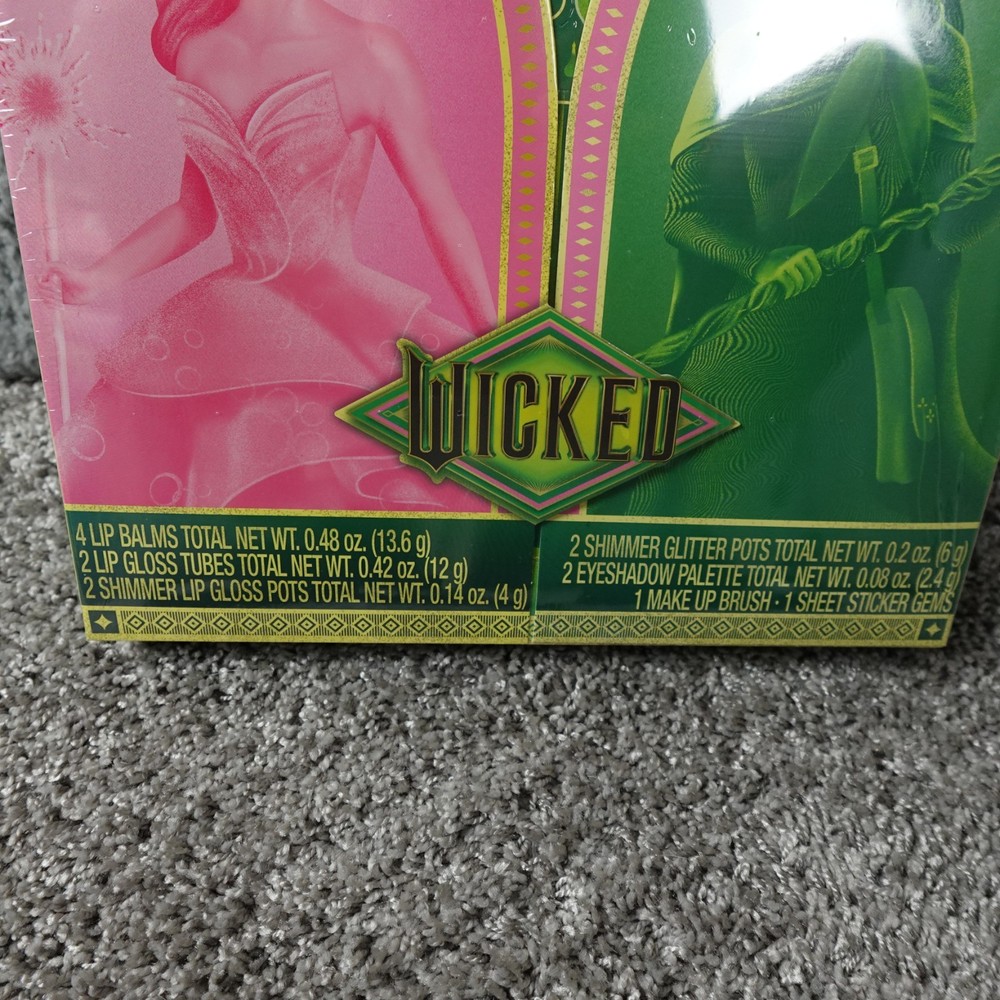 WICKED
4 LIP BALMS TOTAL NET WT. 0.48 oz. (13.6 g)
2 LIP GLOSS TUBES TOTAL NET WT. 0.42 oz. (12 g)
2 SHIMMER LIP GLOSS POTS TOTAL NET WT. 0.14 oz. (4 g)
2 SHIMMER GLITTER POTS TOTAL NET WT. 0.2 oz. (6 g)
2 EYESHADOW PALETTE TOTAL NET WT. 0.08 oz. (2.4 g)
1 MAKE UP BRUSH · 1 SHEET STICKER GEMS